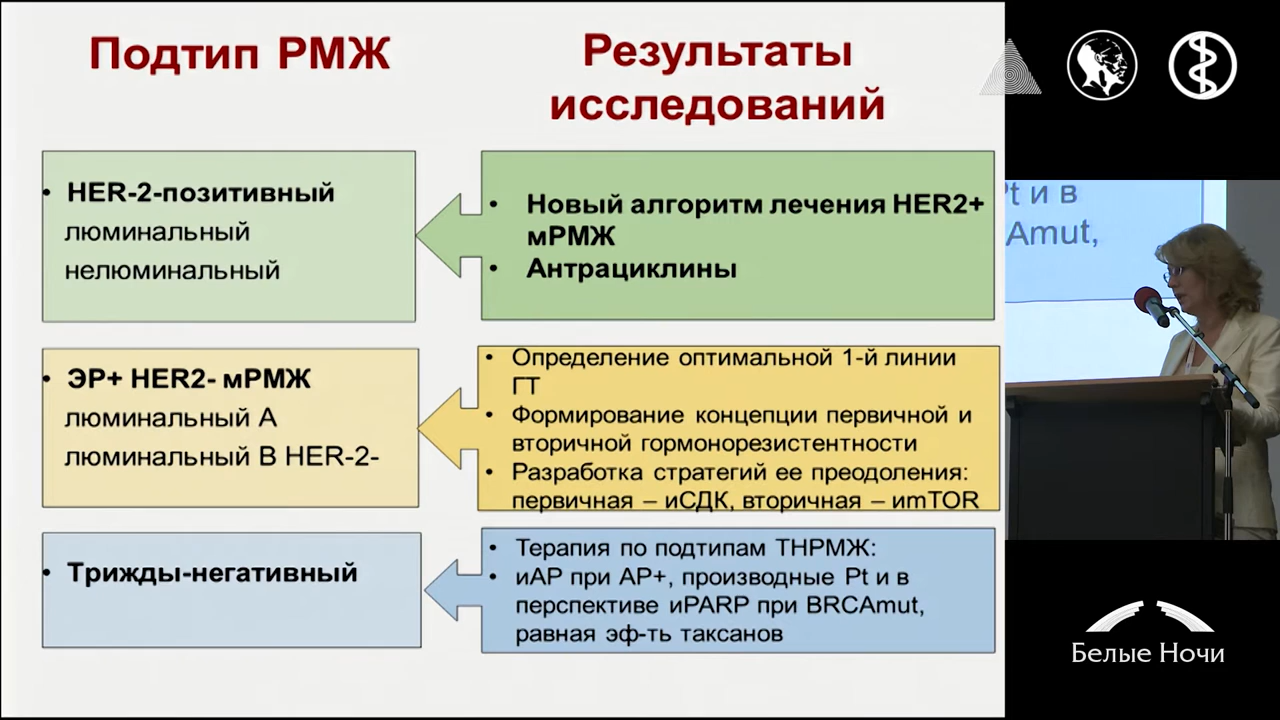 Подтип РМЖ
Результаты
исследований
• HER-2-позитивный
люминальный
нелюминальный
• Новый алгоритм лечения HER2+
мРМЖ
• Антрациклины
• ЭР+ HER2- мРМЖ
люминальный А
люминальный В HER-2-
• Определение оптимальной 1-й линии
ГТ
• Формирование концепции первичной и
вторичной гормонорезистентности
• Разработка стратегий ее преодоления:
первичная – иСДК, вторичная – имTOR
• Трижды-негативный
• Терапия по подтипам ТНРМЖ:
• иАР при АР+, производные Pt и в
перспективе иPARP при BRCAmut,
равная эф-ть таксанов
Pt и в
Amut,
Белые Ночи